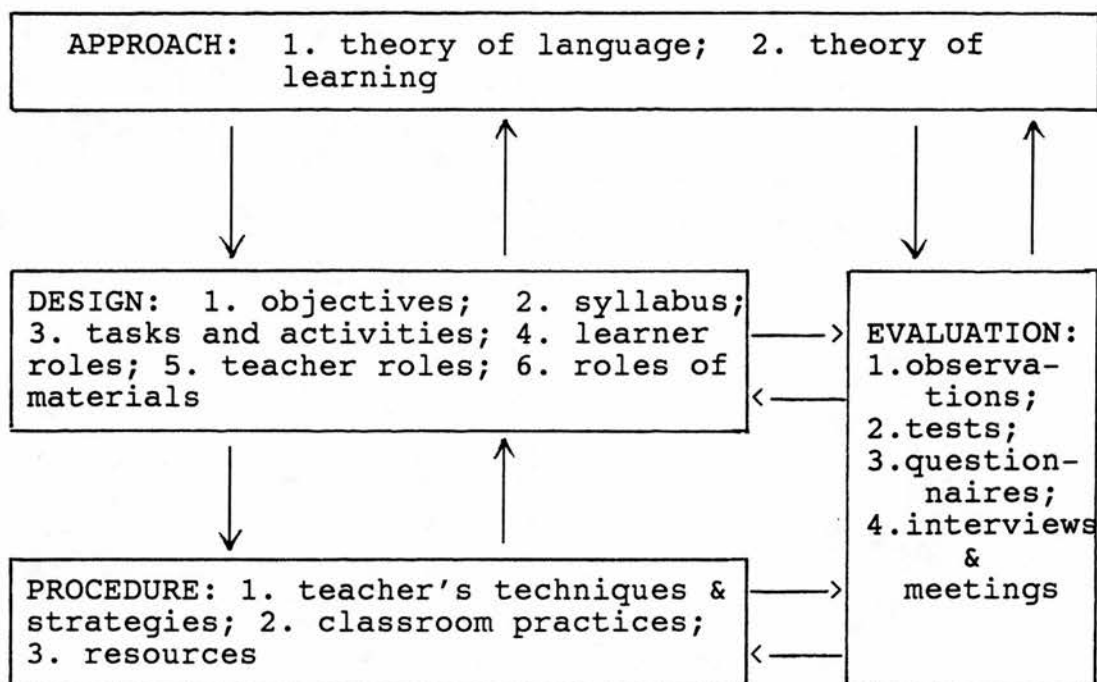 APPROACH: 1. theory of language; 2. theory of
learning
DESIGN: 1. objectives; 2. syllabus;
3. tasks and activities; 4. learner
roles; 5. teacher roles; 6. roles of
materials
EVALUATION:
1.observa-
tions;
2.tests;
3.question-
naires;
4.interviews
&
meetings
PROCEDURE: 1. teacher's techniques &
strategies; 2. classroom practices;
3. resources